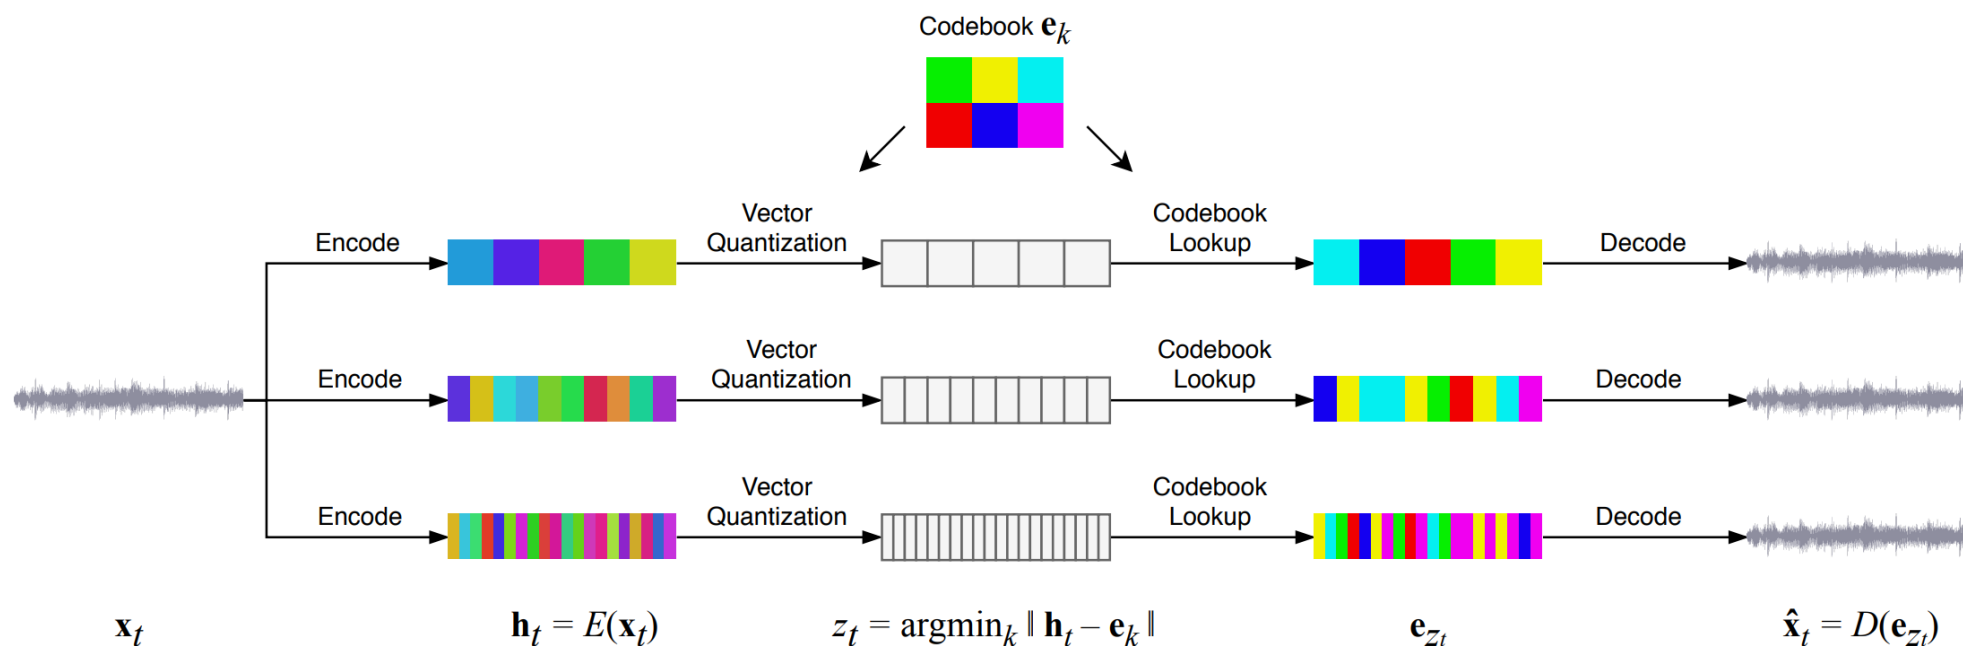 Codebook eₖ
Vector
Quantization
Codebook
Lookup
Encode
Decode
Vector
Quantization
Codebook
Lookup
Encode
Decode
Vector
Quantization
Codebook
Lookup
Encode
Decode
x_t
h_t = E(x_t)
z_t = argmin_k ‖ h_t – e_k ‖
e_{z_t}
x̂_t = D(e_{z_t})